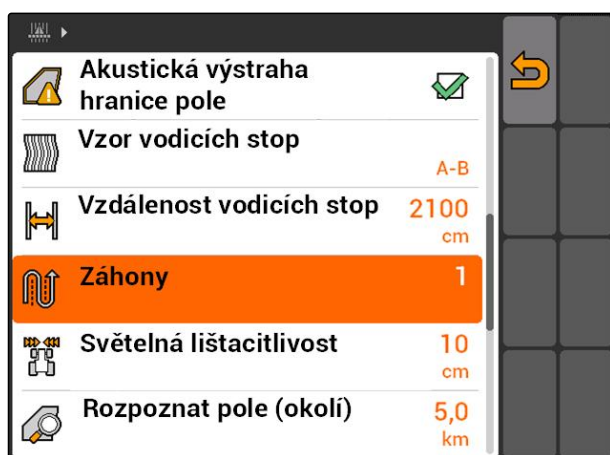 Akustická výstraha
hranice pole
Vzor vodicích stop
A-B
Vzdálenost vodicích stop 2100
cm
Záhony 1
Světelná lištacitlivost 10
cm
Rozpoznat pole (okolí) 5,0
km